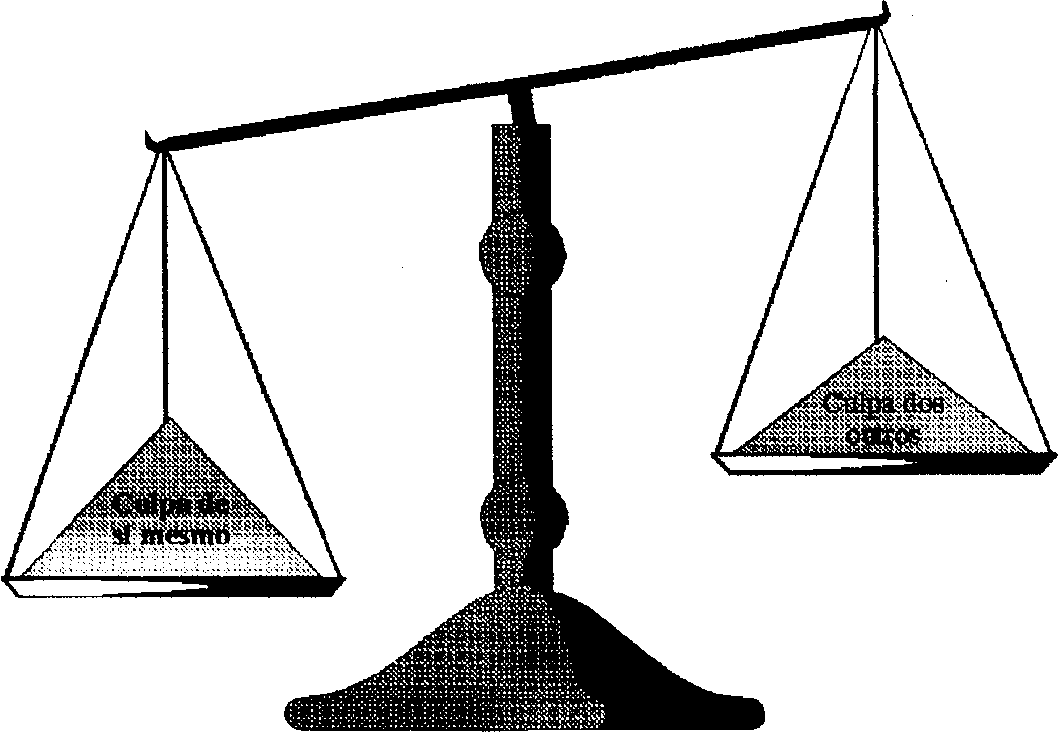 Culpa de
si mesmo
Culpa dos
outros